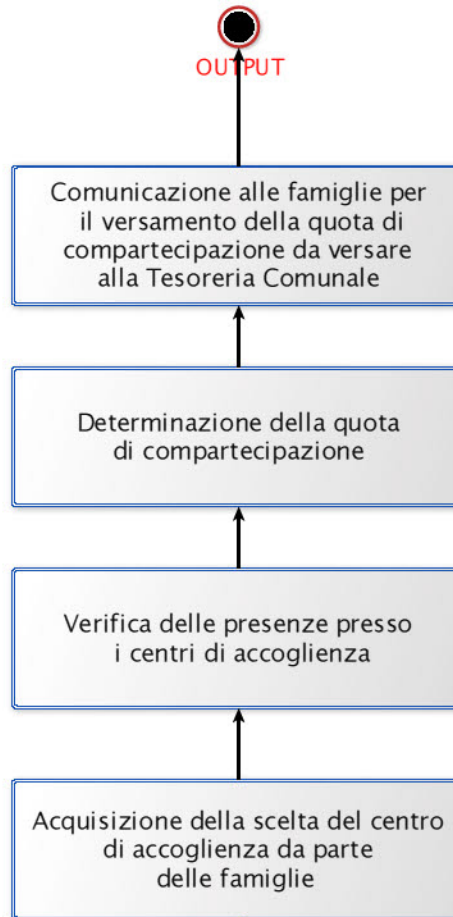 OUTPUT
Comunicazione alle famiglie per
il versamento della quota di
compartecipazione da versare
alla Tesoreria Comunale
Determinazione della quota
di compartecipazione
Verifica delle presenze presso
i centri di accoglienza
Acquisizione della scelta del centro
di accoglienza da parte
delle famiglie